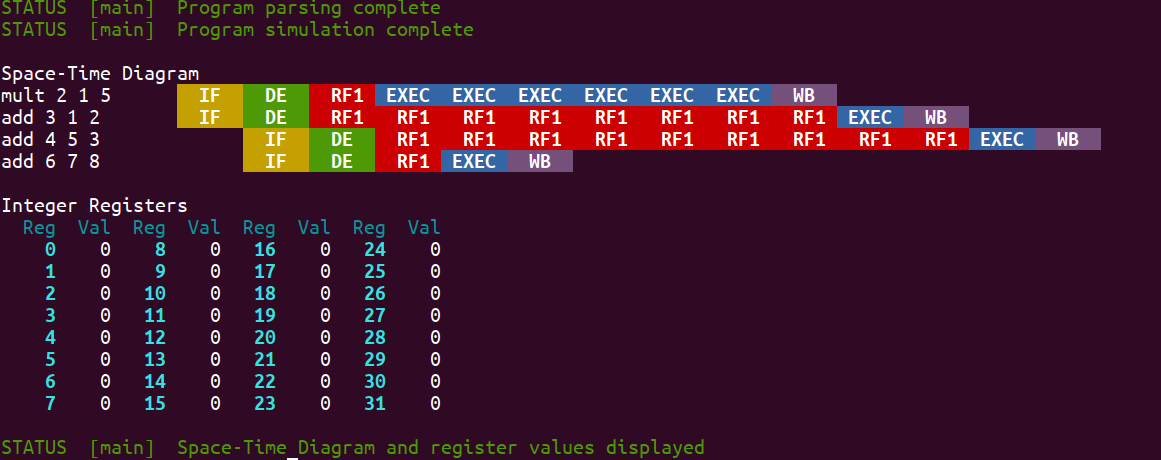 STATUS  [main]  Program parsing complete
STATUS  [main]  Program simulation complete
Space-Time Diagram
mult 2 1 5 IF DE RF1 EXEC EXEC EXEC EXEC EXEC EXEC WB
add 3 1 2 IF DE RF1 RF1 RF1 RF1 RF1 RF1 RF1 RF1 EXEC WB
add 4 5 3 IF DE RF1 RF1 RF1 RF1 RF1 RF1 RF1 RF1 RF1 EXEC WB
add 6 7 8 IF DE RF1 EXEC WB
Integer Registers
Reg Val Reg Val Reg Val Reg Val
0 0 8 0 16 0 24 0
1 0 9 0 17 0 25 0
2 0 10 0 18 0 26 0
3 0 11 0 19 0 27 0
4 0 12 0 20 0 28 0
5 0 13 0 21 0 29 0
6 0 14 0 22 0 30 0
7 0 15 0 23 0 31 0
STATUS  [main]  Space-Time Diagram and register values displayed